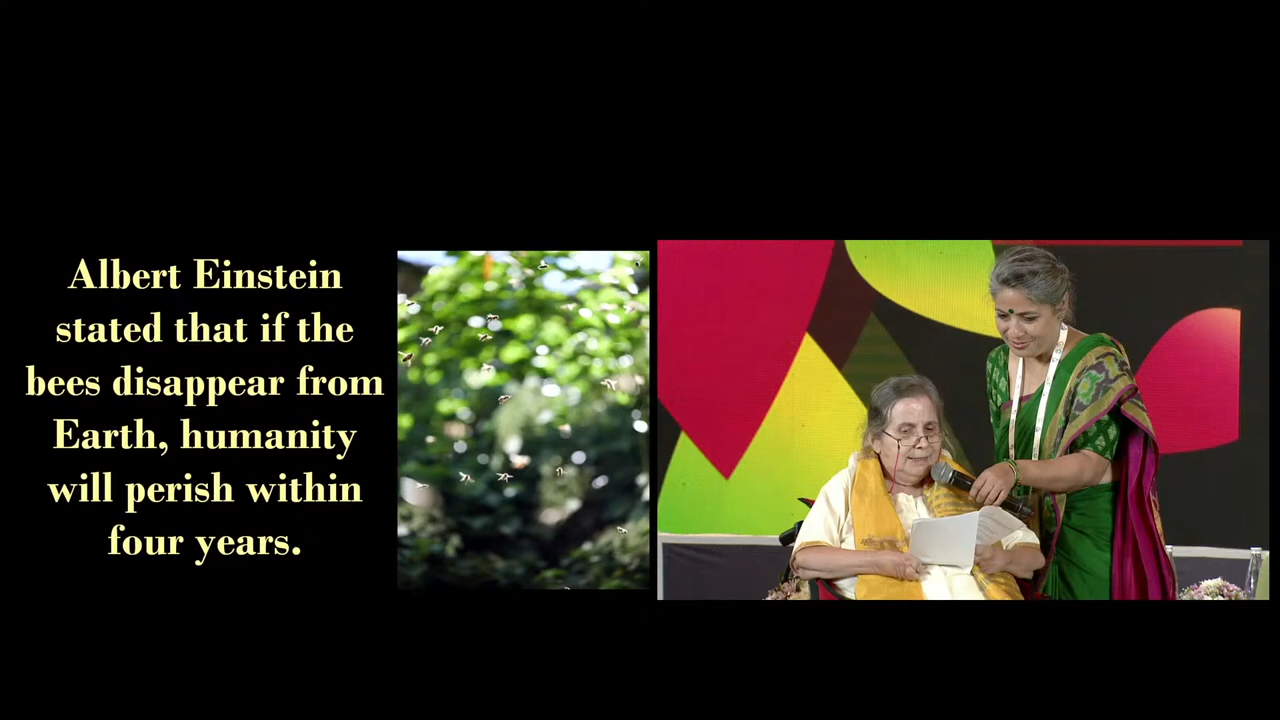 Albert Einstein
stated that if the
bees disappear from
Earth, humanity
will perish within
four years.